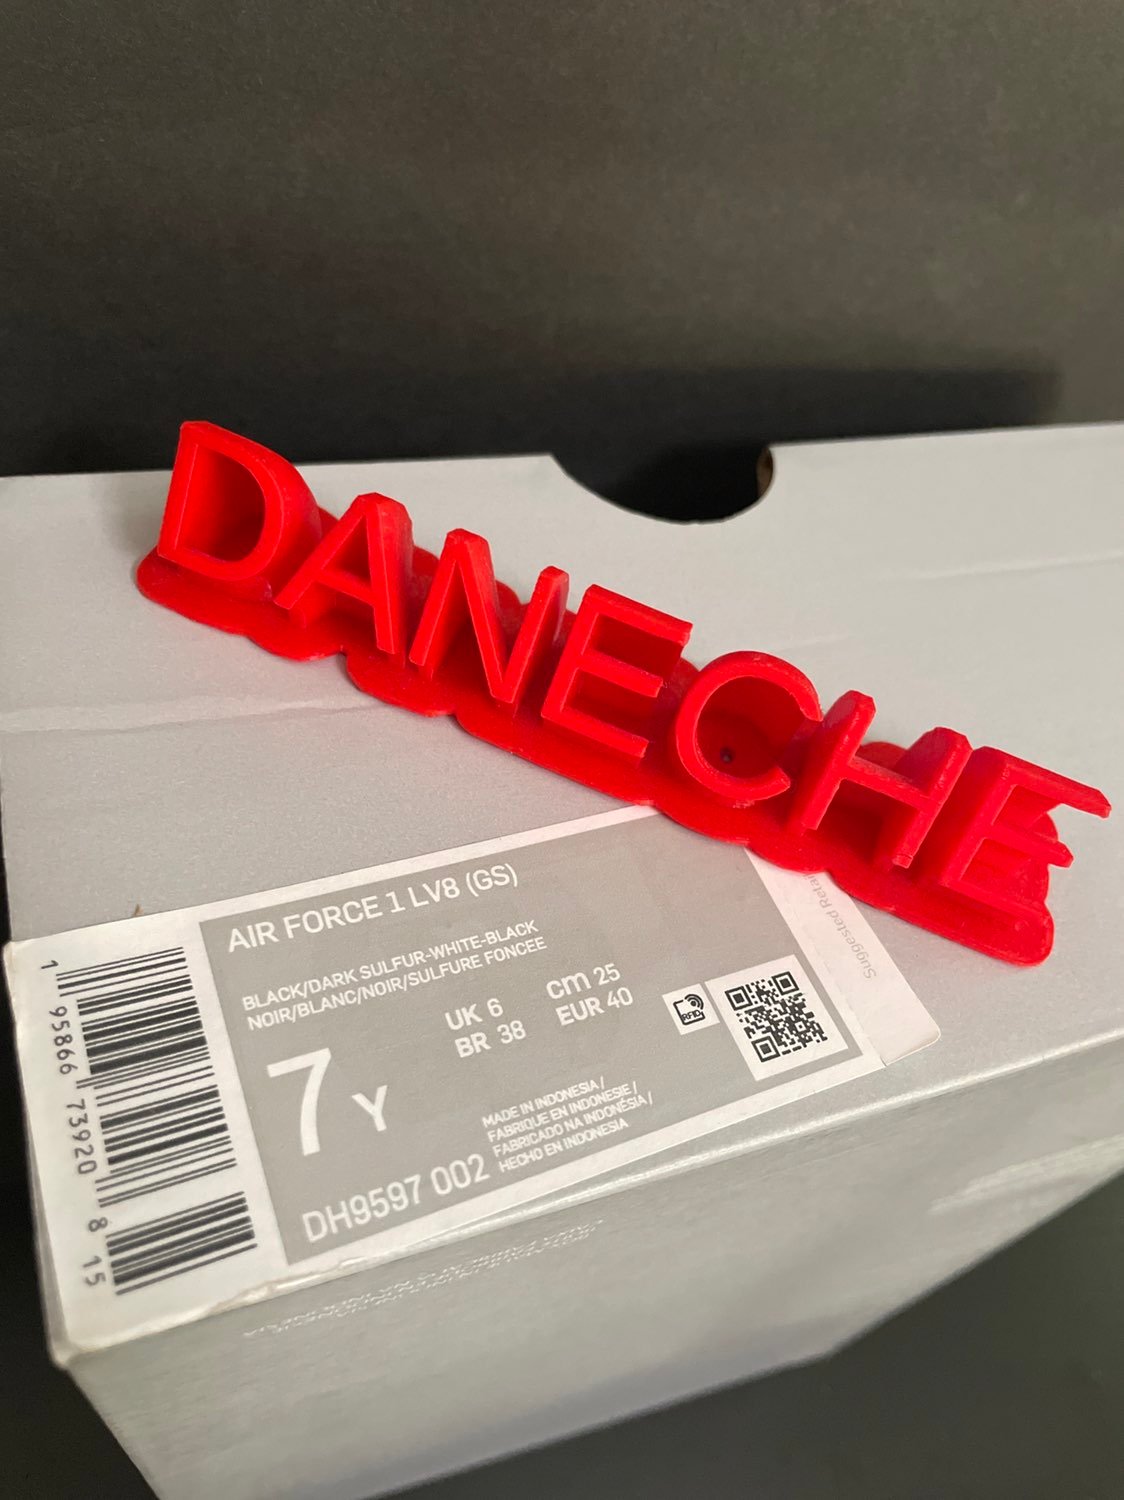 DANECHE
AIR FORCE 1 LV8 (GS)
BLACK/DARK SULFUR-WHITE-BLACK
NOIR/BLANC/NOIR/SULFURE FONCEE
UK 6 cm 25
BR 38 EUR 40
7Y
RFID
MADE IN INDONESIA/
FABRIQUE EN INDONESIE/
FABRICADO NA INDONÉSIA/
HECHO EN INDONESIA
DH9597 002
1 95866 73920 8 15
Suggested Retail